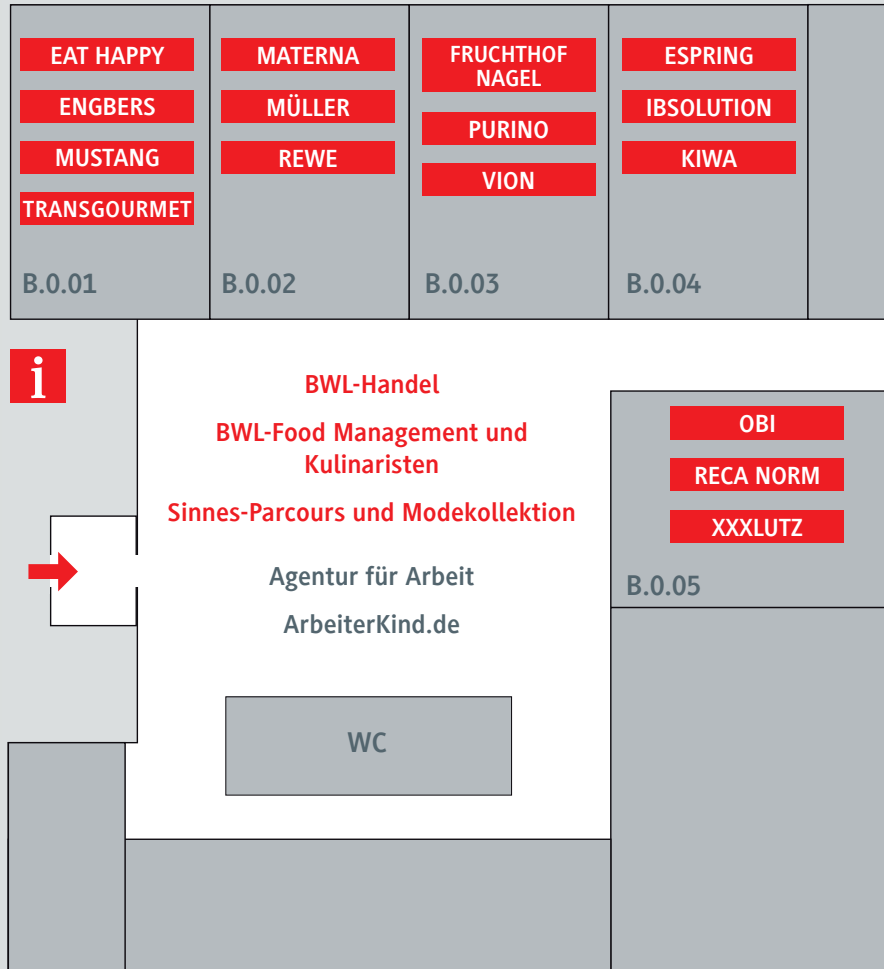 EAT HAPPY
ENGBERS
MUSTANG
TRANSGOURMET
B.0.01
MATERNA
MÜLLER
REWE
B.0.02
FRUCHTHOF
NAGEL
PURINO
VION
B.0.03
ESPRING
IBSOLUTION
KIWA
B.0.04
i
BWL-Handel
BWL-Food Management und
Kulinaristen
Sinnes-Parcours und Modekollektion
Agentur für Arbeit
ArbeiterKind.de
WC
OBI
RECA NORM
XXXLUTZ
B.0.05